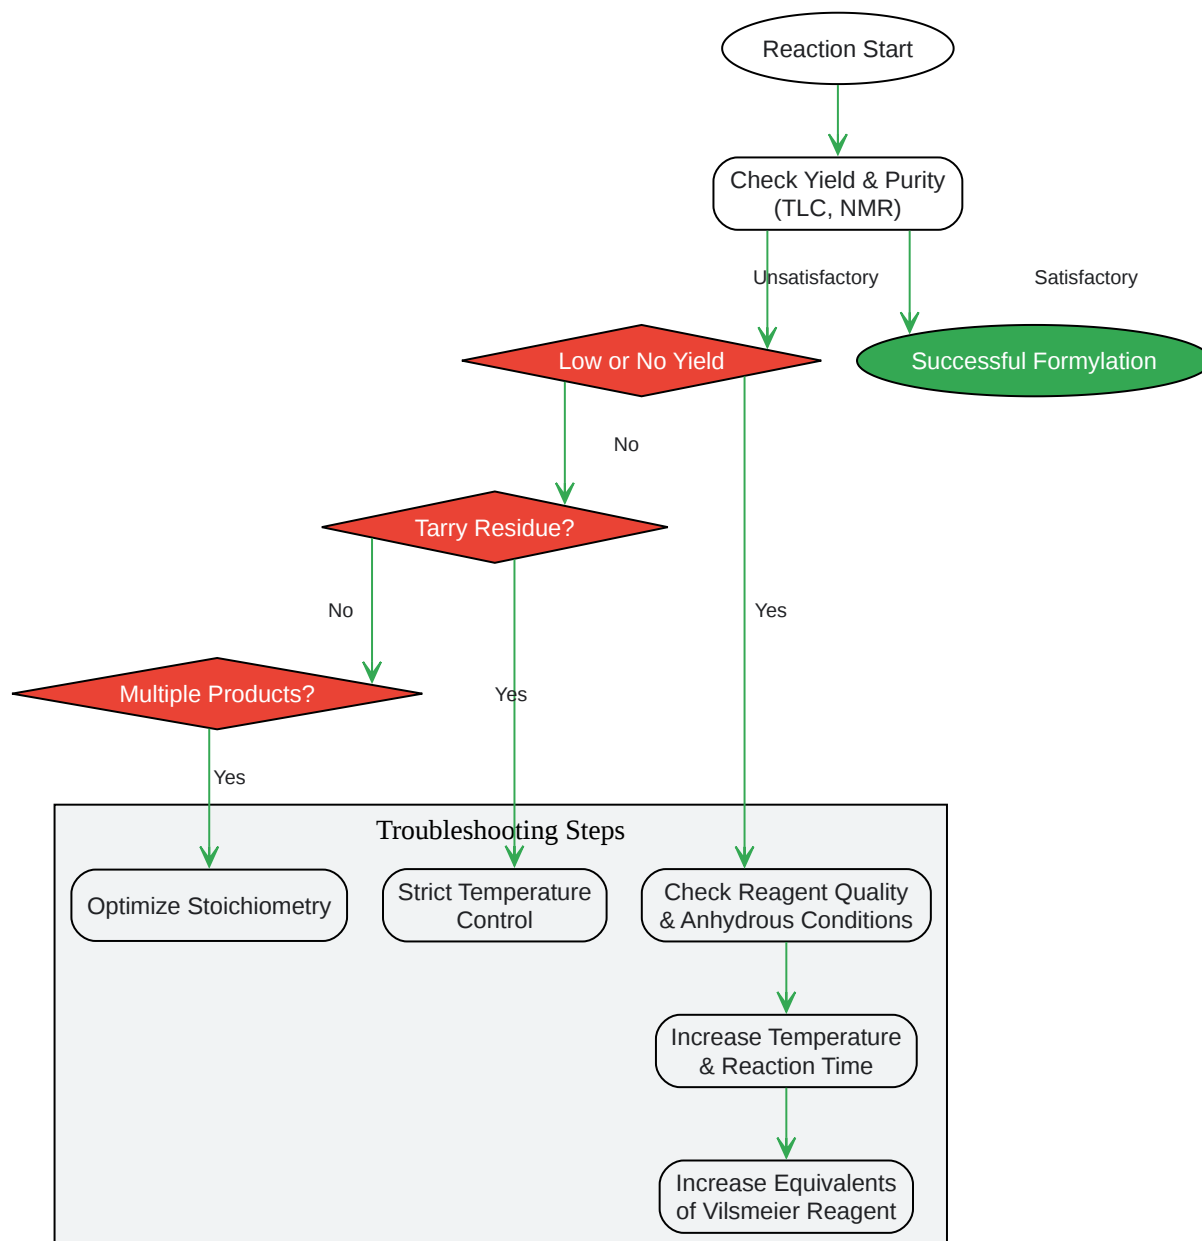 Reaction Start
Check Yield & Purity
(TLC, NMR)
Unsatisfactory
Satisfactory
Low or No Yield
Successful Formylation
No
Tarry Residue?
No
Yes
Multiple Products?
Yes
Yes
Troubleshooting Steps
Optimize Stoichiometry
Strict Temperature
Control
Check Reagent Quality
& Anhydrous Conditions
Increase Temperature
& Reaction Time
Increase Equivalents
of Vilsmeier Reagent